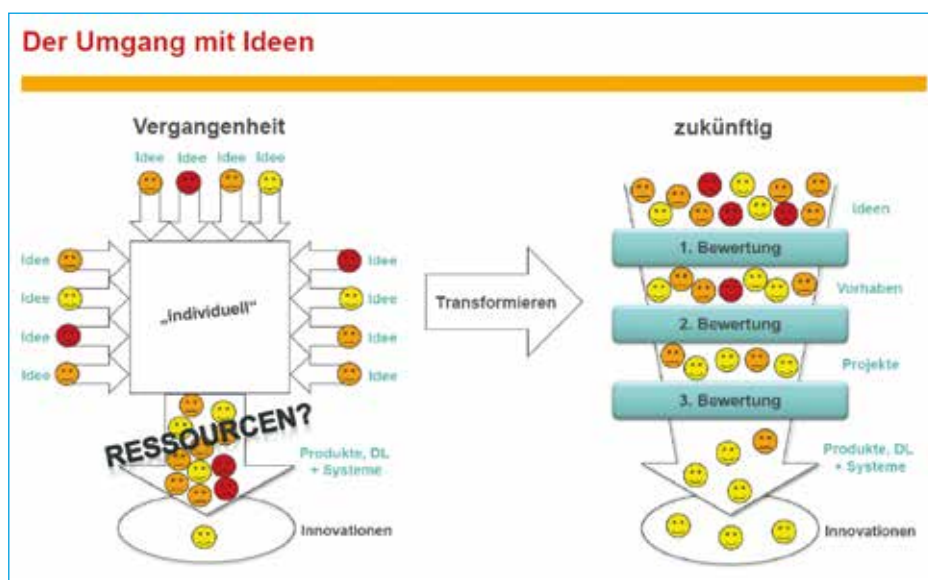 Der Umgang mit Ideen
Vergangenheit
Idee Idee Idee Idee
Idee
Idee
Idee
Idee
„individuell“
Idee
Idee
Idee
Idee
RESSOURCEN?
Produkte, DL
+ Systeme
Innovationen
Transformieren
zukünftig
Ideen
1. Bewertung
Vorhaben
2. Bewertung
Projekte
3. Bewertung
Produkte, DL
+ Systeme
Innovationen